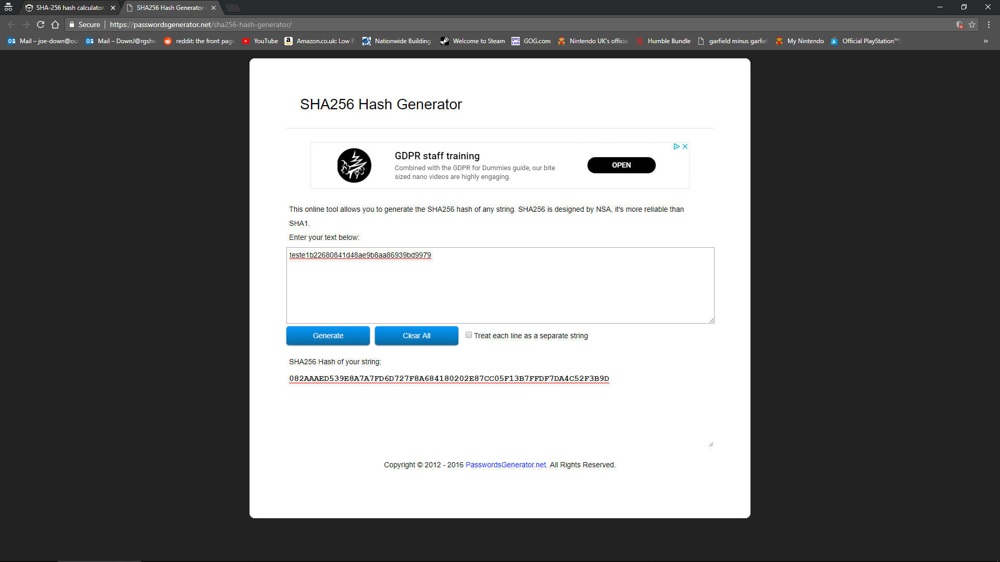 SHA-256 hash calculator.
SHA256 Hash Generator
Secure
https://passwordsgenerator.net/sha256-hash-generator/
Mail – joe-down@ou
Mail – DownJ@rgshw
reddit: the front page
YouTube
Amazon.co.uk: Low P
Nationwide Building
Welcome to Steam
GOG.com
Nintendo UK's official
Humble Bundle
garfield minus garfiel
My Nintendo
Official PlayStation™S
»
SHA256 Hash Generator
GDPR staff training
Combined with the GDPR for Dummies guide, our bite
sized nano videos are highly engaging.
OPEN
This online tool allows you to generate the SHA256 hash of any string. SHA256 is designed by NSA, it's more reliable than
SHA1.
Enter your text below:
teste1b22680841d48ae9b8aa86939bd9979
Generate
Clear All
Treat each line as a separate string
SHA256 Hash of your string:
082AAAED539E8A7A7FD6D727F8A684180202E87CC05F13B7FFDF7DA4C52F3B9D
Copyright © 2012 - 2016 PasswordsGenerator.net. All Rights Reserved.